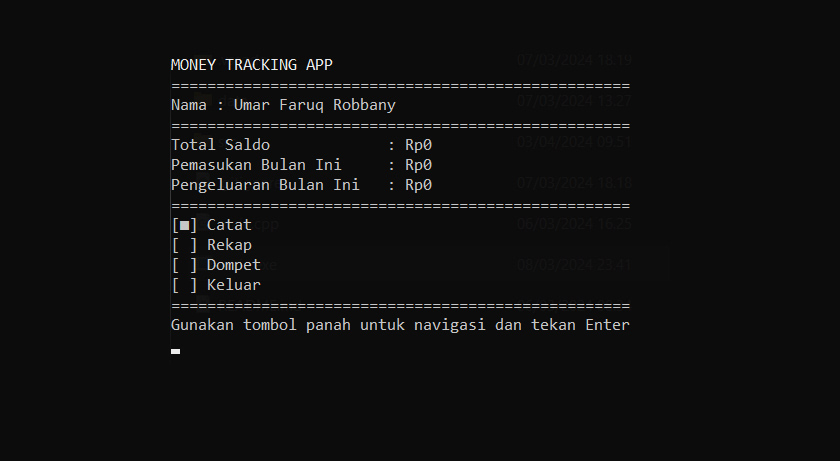 MONEY TRACKING APP
===================================================
Nama : Umar Faruq Robbany
===================================================
Total Saldo             : Rp0
Pemasukan Bulan Ini     : Rp0
Pengeluaran Bulan Ini   : Rp0
===================================================
[■] Catat
[ ] Rekap
[ ] Dompet
[ ] Keluar
===================================================
Gunakan tombol panah untuk navigasi dan tekan Enter